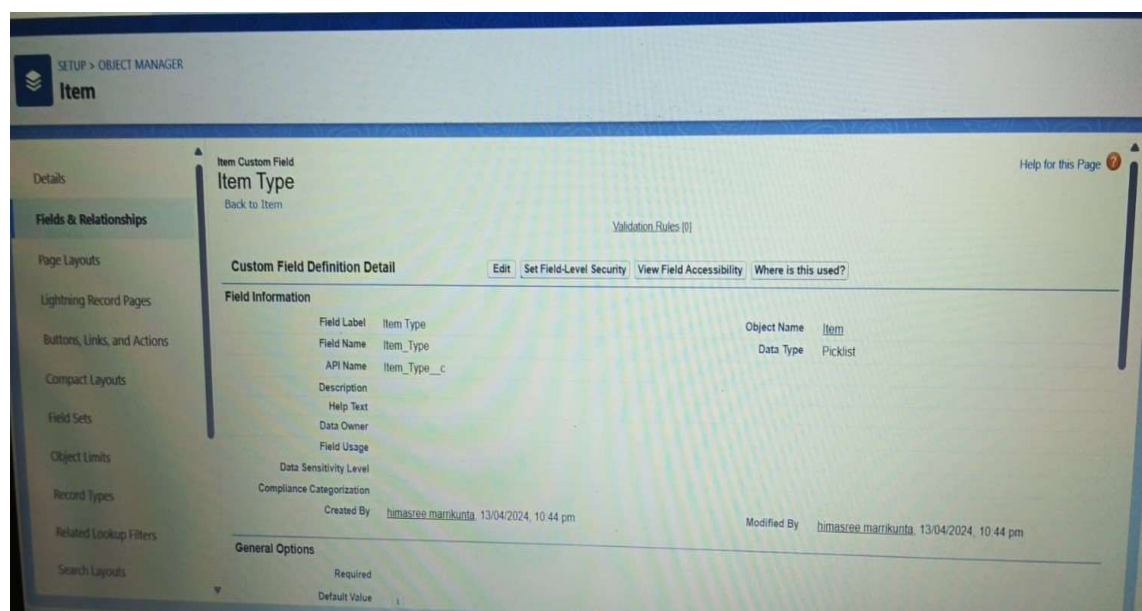 SETUP > OBJECT MANAGER
Item
Details
Fields & Relationships
Page Layouts
Lightning Record Pages
Buttons, Links, and Actions
Compact Layouts
Field Sets
Object Limits
Record Types
Related Lookup Filters
Search Layouts
Item Custom Field
Item Type
Back to Item
Help for this Page ?
Validation Rules [0]
Custom Field Definition Detail Edit Set Field-Level Security View Field Accessibility Where is this used?
Field Information
Field Label Item Type Object Name Item
Field Name Item_Type Data Type Picklist
API Name Item_Type__c
Description
Help Text
Data Owner
Field Usage
Data Sensitivity Level
Compliance Categorization
Created By himasree marrikunta, 13/04/2024, 10:44 pm Modified By himasree marrikunta, 13/04/2024, 10:44 pm
General Options
Required
Default Value